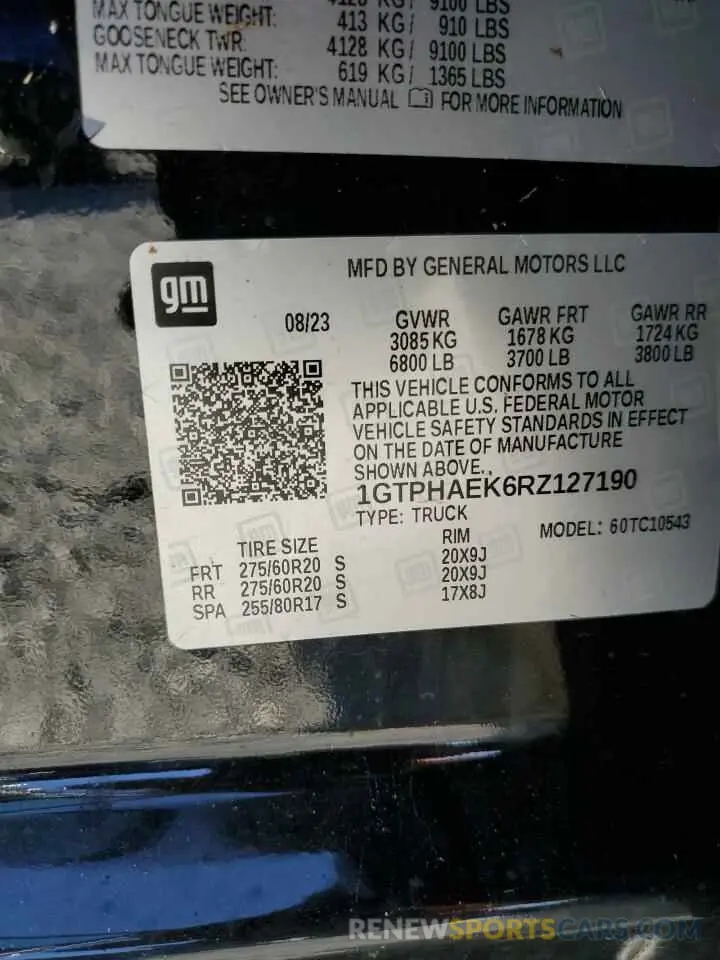 MAX TONGUE WEIGHT: 413 KG/ 910 LBS
GOOSENECK TWR: 4128 KG/ 9100 LBS
MAX TONGUE WEIGHT: 619 KG/ 1365 LBS
SEE OWNER'S MANUAL FOR MORE INFORMATION
gm
MFD BY GENERAL MOTORS LLC
08/23 GVWR GAWR FRT GAWR RR
3085 KG 1678 KG 1724 KG
6800 LB 3700 LB 3800 LB
THIS VEHICLE CONFORMS TO ALL
APPLICABLE U.S. FEDERAL MOTOR
VEHICLE SAFETY STANDARDS IN EFFECT
ON THE DATE OF MANUFACTURE
SHOWN ABOVE.
1GTPHAEK6RZ127190
TYPE: TRUCK
MODEL: 60TC10543
TIRE SIZE RIM
FRT 275/60R20 S 20X9J
RR 275/60R20 S 20X9J
SPA 255/80R17 S 17X8J
RENEWSPORTSCARS.COM